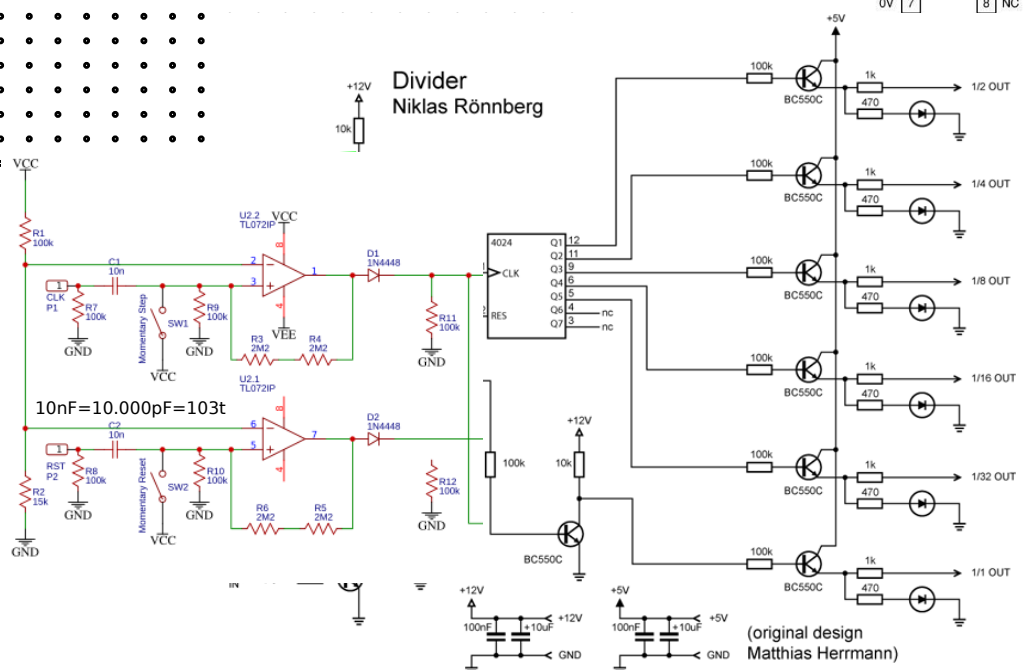 0V 7 8 NC
+5V
Divider
Niklas Rönnberg
+12V
10k
100k
BC550C
1k
470
1/2 OUT
100k
BC550C
1k
470
1/4 OUT
100k
BC550C
1k
470
1/8 OUT
100k
BC550C
1k
470
1/16 OUT
100k
BC550C
1k
470
1/32 OUT
100k
BC550C
1k
470
1/1 OUT
VCC
R1
100k
U2.2
TL072IP
VCC
8
2
3
1
4
VEE
C1
10n
1
CLK
P1
R7
100k
GND
Momentary Step
SW1
VCC
R9
100k
GND
R3
2M2
R4
2M2
D1
1N4448
R11
100k
GND
4024
CLK
RES
Q1 12
Q2 11
Q3 9
Q4 6
Q5 5
Q6 4 nc
Q7 3 nc
U2.1
TL072IP
8
6
5
7
4
10nF=10.000pF=103t
C2
10n
1
RST
P2
R8
100k
GND
R2
15k
GND
Momentary Reset
SW2
VCC
R10
100k
GND
R6
2M2
R5
2M2
D2
1N4448
R12
100k
GND
100k
+12V
10k
BC550C
IN
+12V
100nF
+10uF
+12V
GND
+5V
100nF
+10uF
+5V
GND
(original design
Matthias Herrmann)